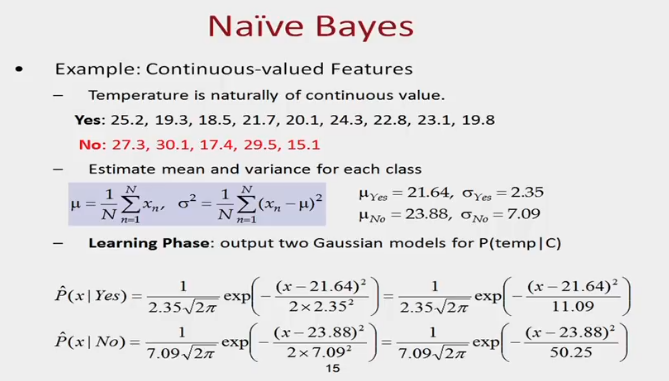 Naïve Bayes
• Example: Continuous-valued Features
– Temperature is naturally of continuous value.
Yes: 25.2, 19.3, 18.5, 21.7, 20.1, 24.3, 22.8, 23.1, 19.8
No: 27.3, 30.1, 17.4, 29.5, 15.1
– Estimate mean and variance for each class
μ = 1/N ∑_{n=1}^{N} x_n, σ² = 1/N ∑_{n=1}^{N} (x_n − μ)²
μ_Yes = 21.64, σ_Yes = 2.35
μ_No = 23.88, σ_No = 7.09
– Learning Phase: output two Gaussian models for P(temp|C)
P̂(x | Yes) = 1/(2.35√2π) exp(−(x − 21.64)²/(2 × 2.35²)) = 1/(2.35√2π) exp(−(x − 21.64)²/11.09)
P̂(x | No) = 1/(7.09√2π) exp(−(x − 23.88)²/(2 × 7.09²)) = 1/(7.09√2π) exp(−(x − 23.88)²/50.25)
15